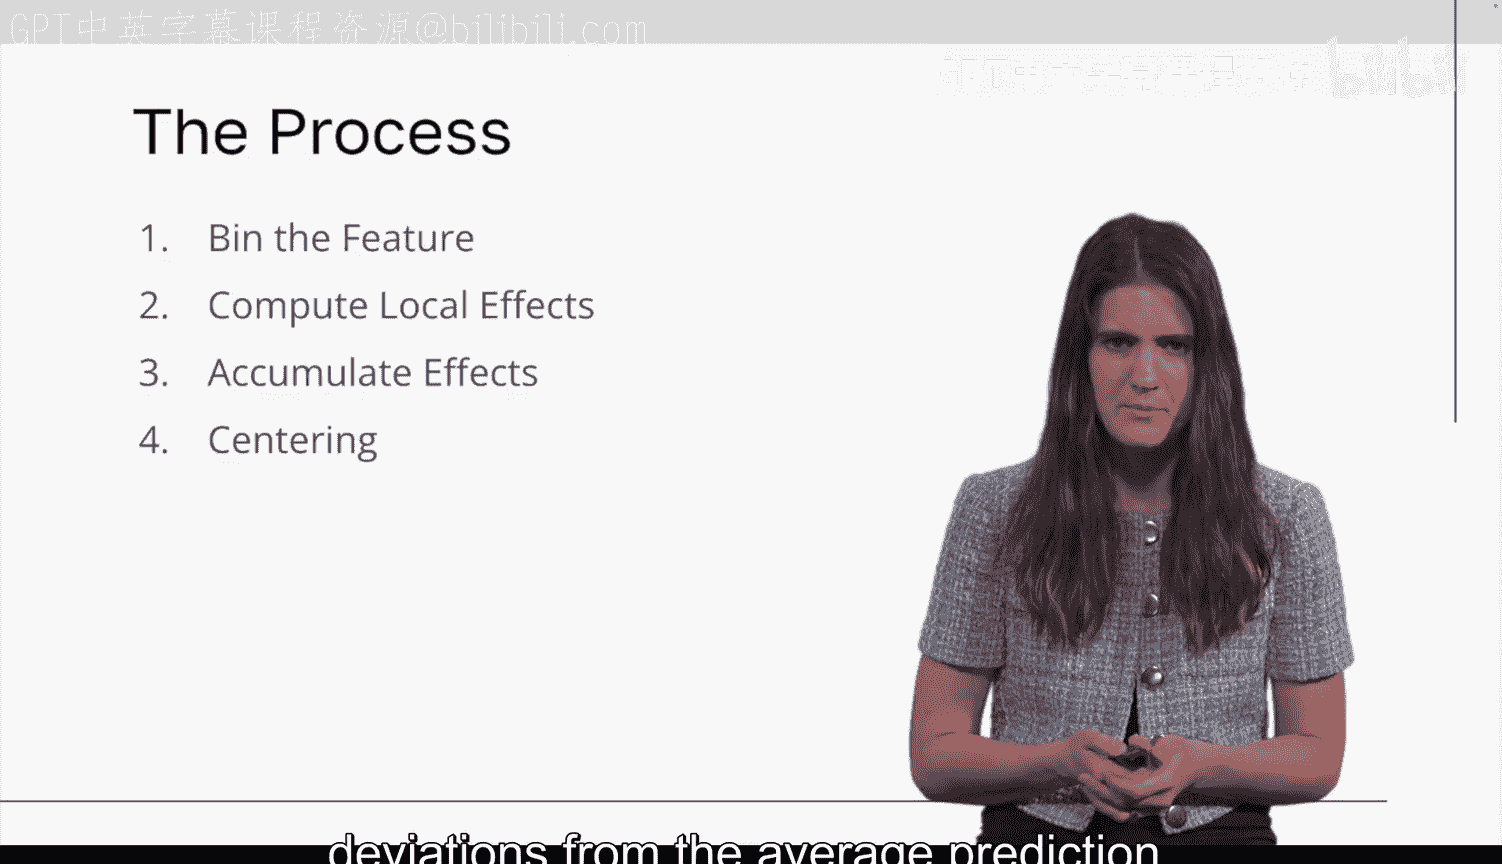 GPT中英字幕课程资源@bilibili.com
The Process
1. Bin the Feature
2. Compute Local Effects
3. Accumulate Effects
4. Centering
deviations from the average prediction